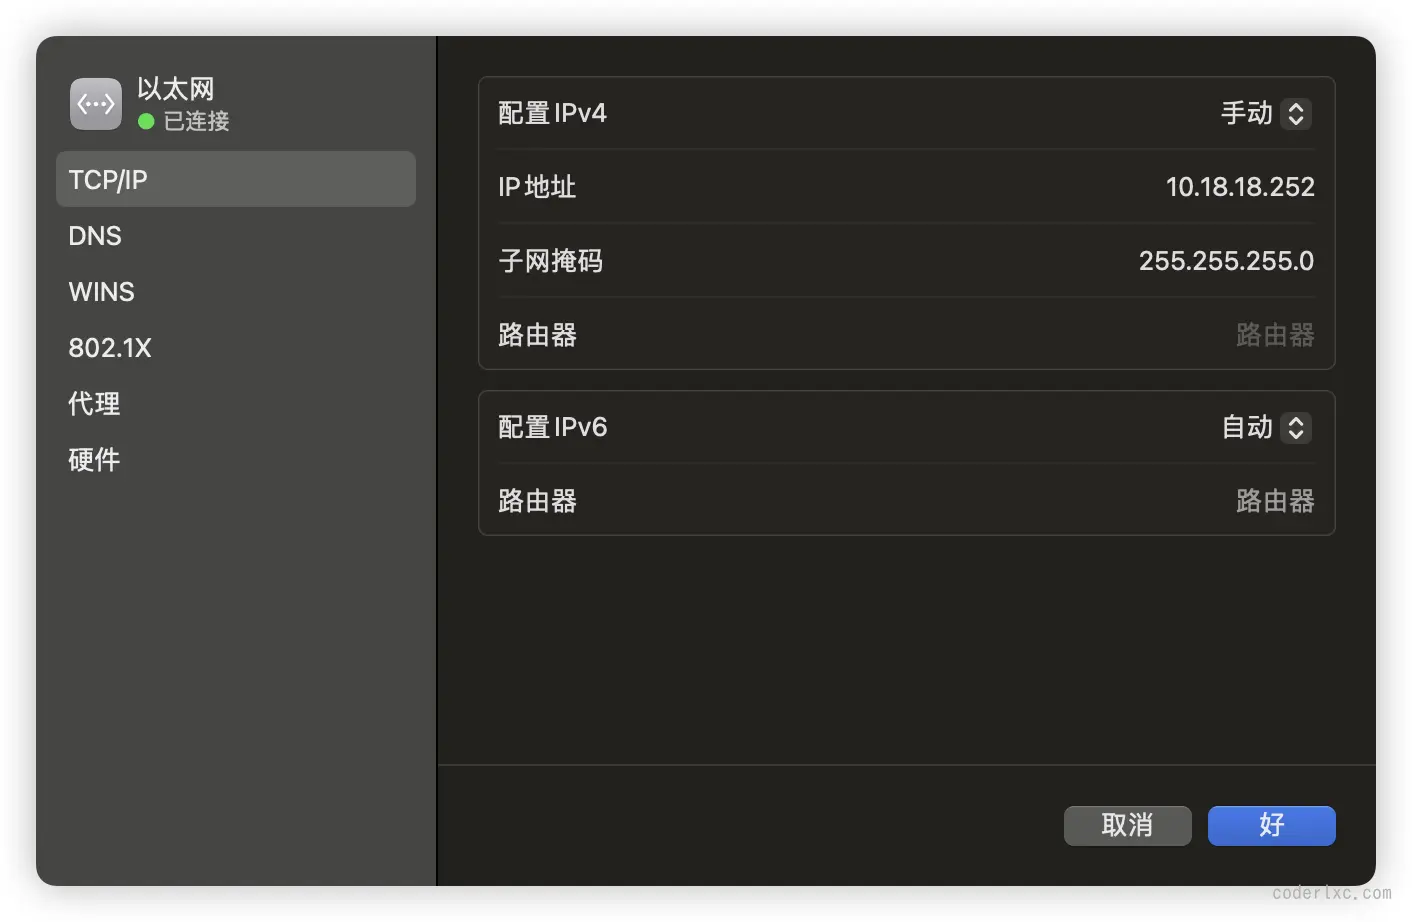 以太网
已连接
TCP/IP
DNS
WINS
802.1X
代理
硬件
配置 IPv4 手动
IP 地址 10.18.18.252
子网掩码 255.255.255.0
路由器 路由器
配置 IPv6 自动
路由器 路由器
取消 好
coderlxc.com